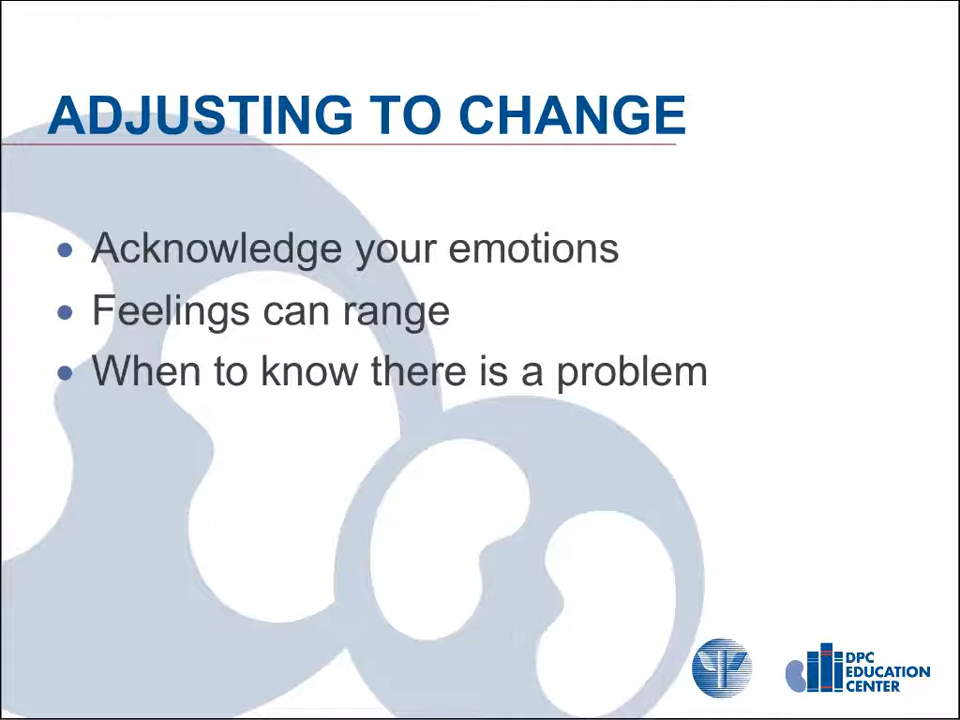 ADJUSTING TO CHANGE
• Acknowledge your emotions
• Feelings can range
• When to know there is a problem
DPC
EDUCATION
CENTER